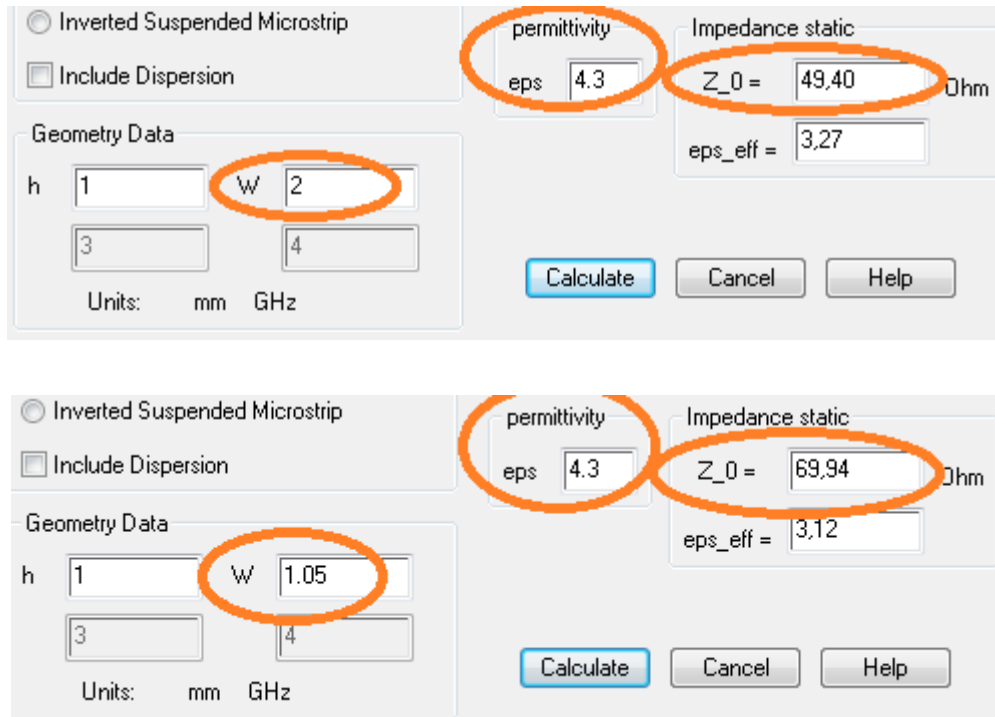 Inverted Suspended Microstrip
permittivity
Impedance static
Include Dispersion
eps 4.3
Z_0 = 49,40 Ohm
Geometry Data
eps_eff = 3,27
h 1 W 2
3 4
Calculate Cancel Help
Units: mm GHz
Inverted Suspended Microstrip
permittivity
Impedance static
Include Dispersion
eps 4.3
Z_0 = 69,94 Ohm
Geometry Data
eps_eff = 3,12
h 1 W 1.05
3 4
Calculate Cancel Help
Units: mm GHz